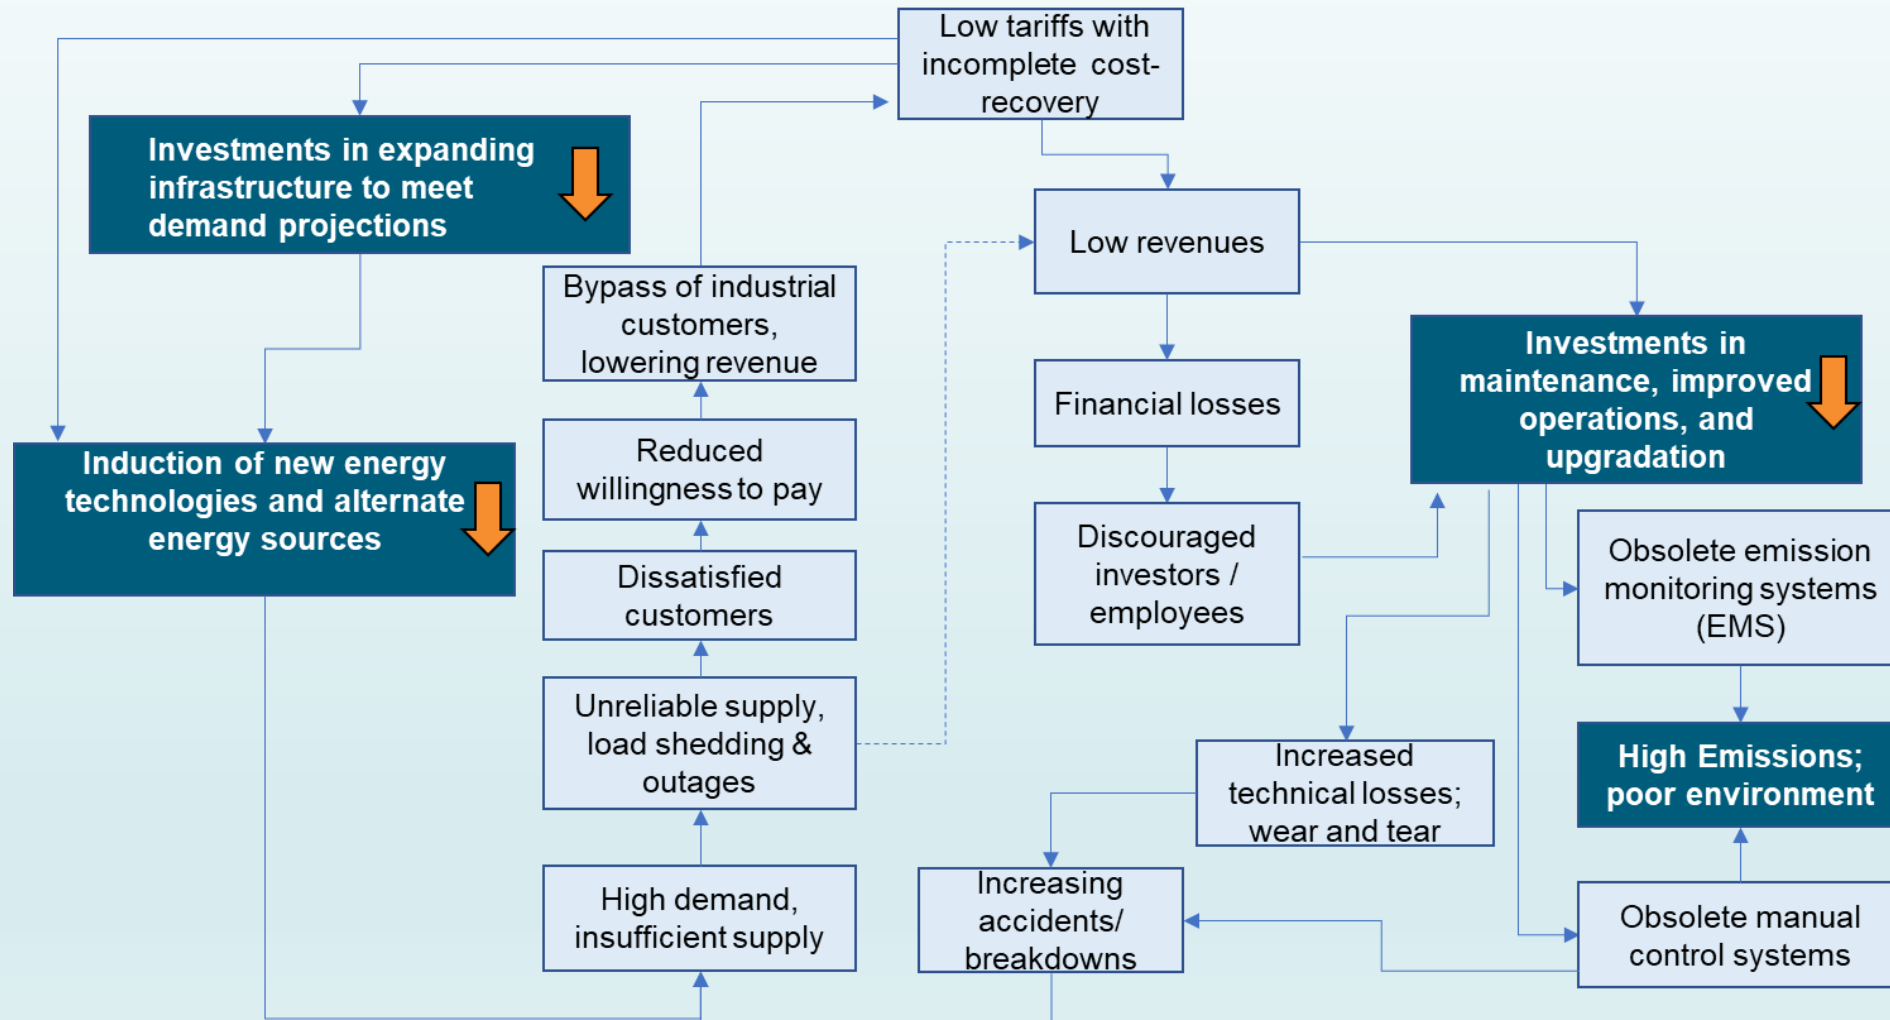 Low tariffs with
incomplete cost-
recovery
Investments in expanding
infrastructure to meet
demand projections
Low revenues
Bypass of industrial
customers,
lowering revenue
Investments in
maintenance, improved
operations, and
upgradation
Financial losses
Reduced
willingness to pay
Induction of new energy
technologies and alternate
energy sources
Discouraged
investors /
employees
Obsolete emission
monitoring systems
(EMS)
Dissatisfied
customers
Unreliable supply,
load shedding &
outages
Increased
technical losses;
wear and tear
High Emissions;
poor environment
High demand,
insufficient supply
Increasing
accidents/
breakdowns
Obsolete manual
control systems